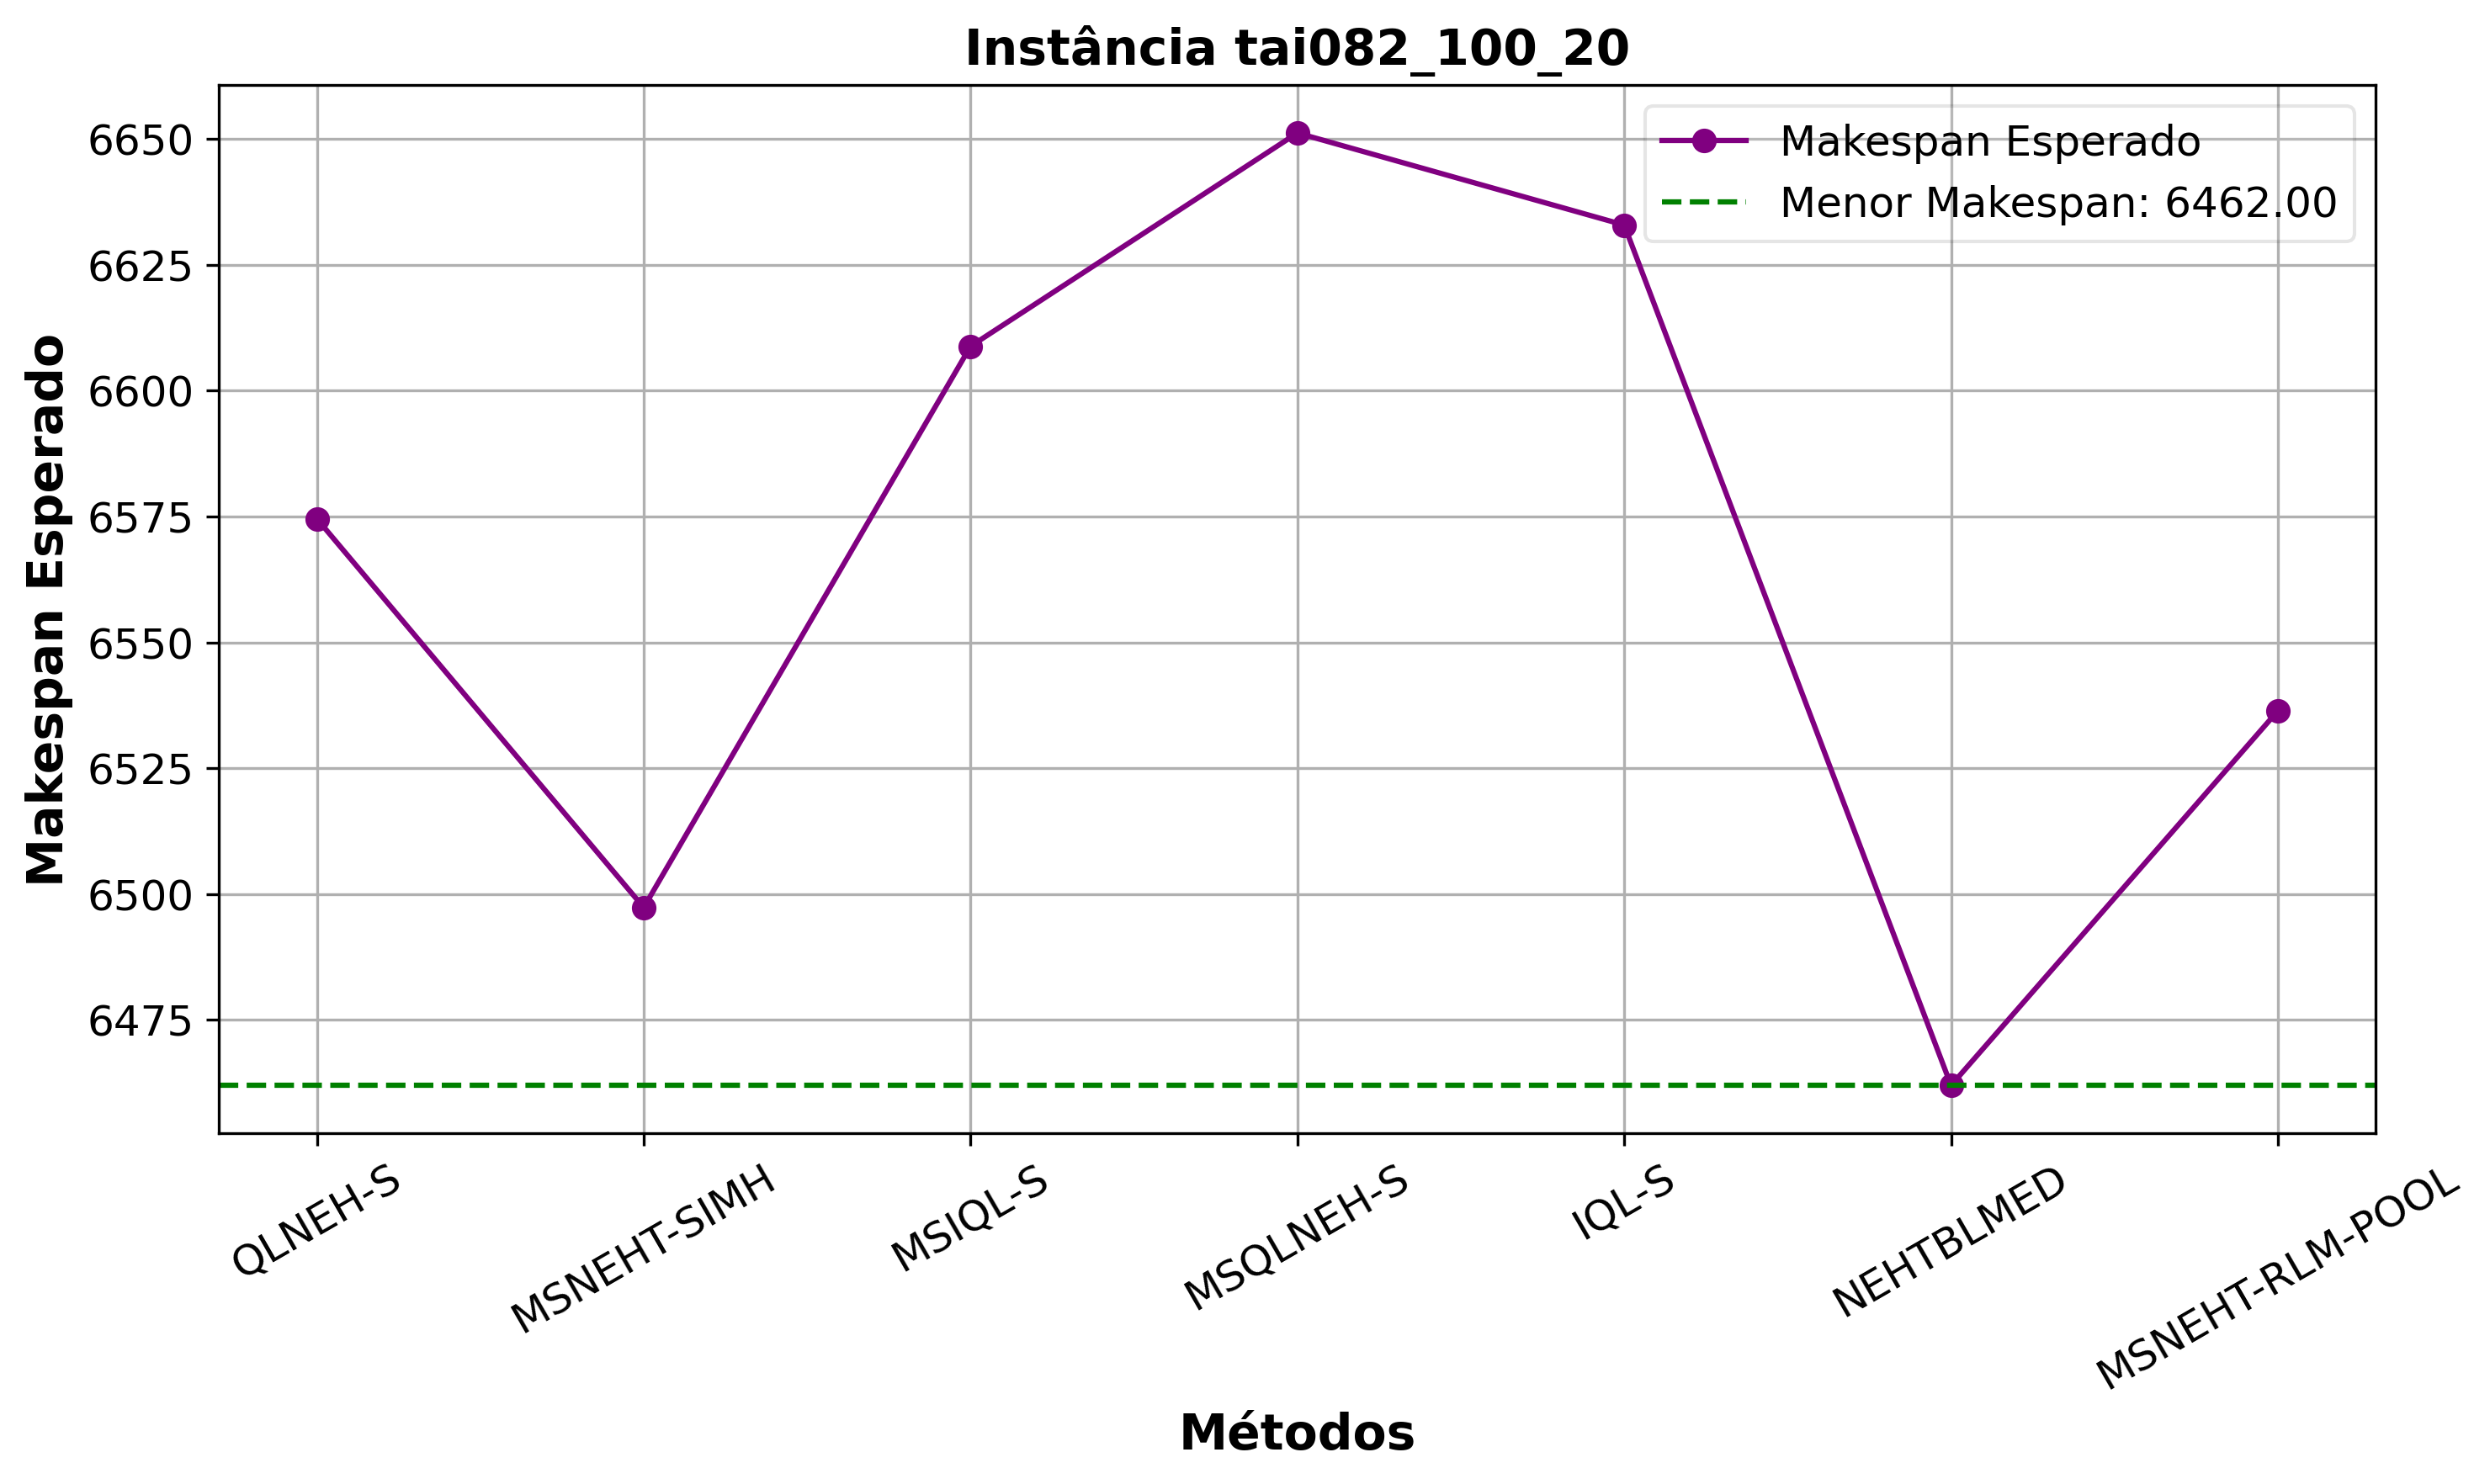 Instância tai082_100_20
Makespan Esperado
Menor Makespan: 6462.00
Makespan Esperado
6650
6625
6600
6575
6550
6525
6500
6475
QLNEH-S
MSNEHT-SIMH
MSIQL-S
MSQLNEH-S
IQL-S
NEHTBLMED
MSNEHT-RLM-POOL
Métodos